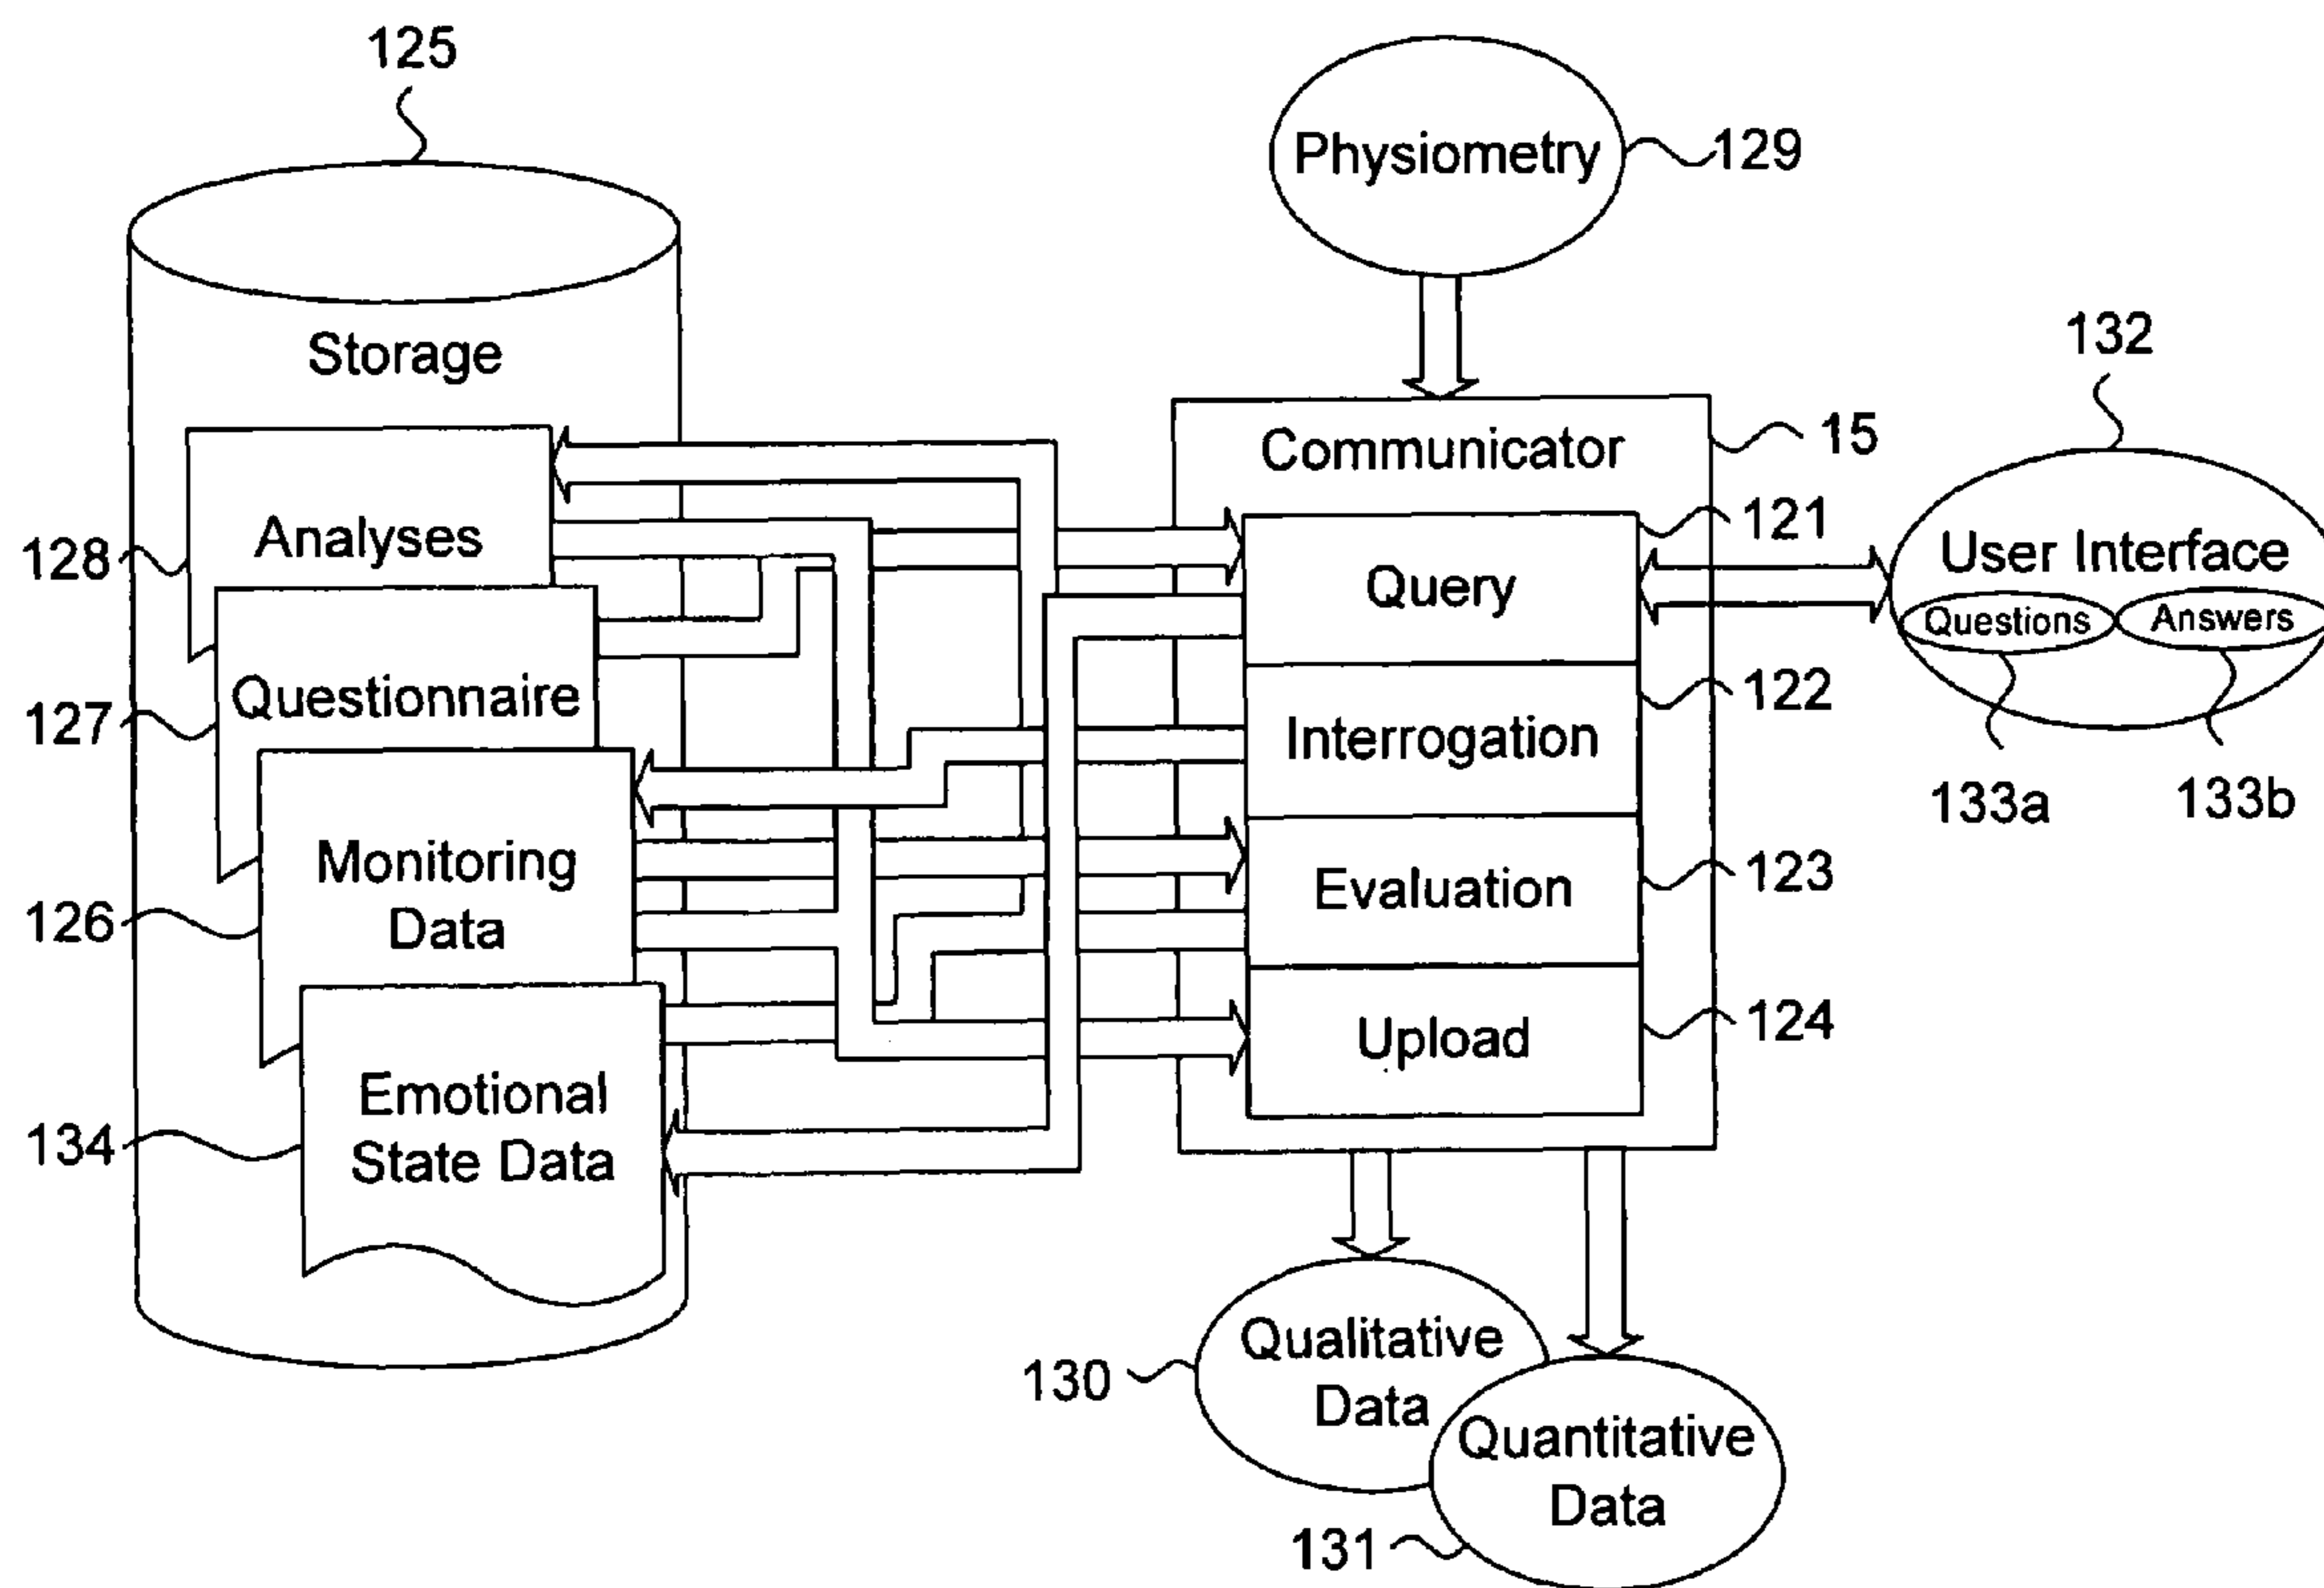 125
Physiometry
129
Storage
132
Communicator
15
Analyses
128
121
Query
User Interface
Questions
Answers
Questionnaire
127
122
Interrogation
133a
133b
Monitoring
Data
126
123
Evaluation
124
Upload
Emotional
State Data
134
Qualitative
Data
130
Quantitative
Data
131